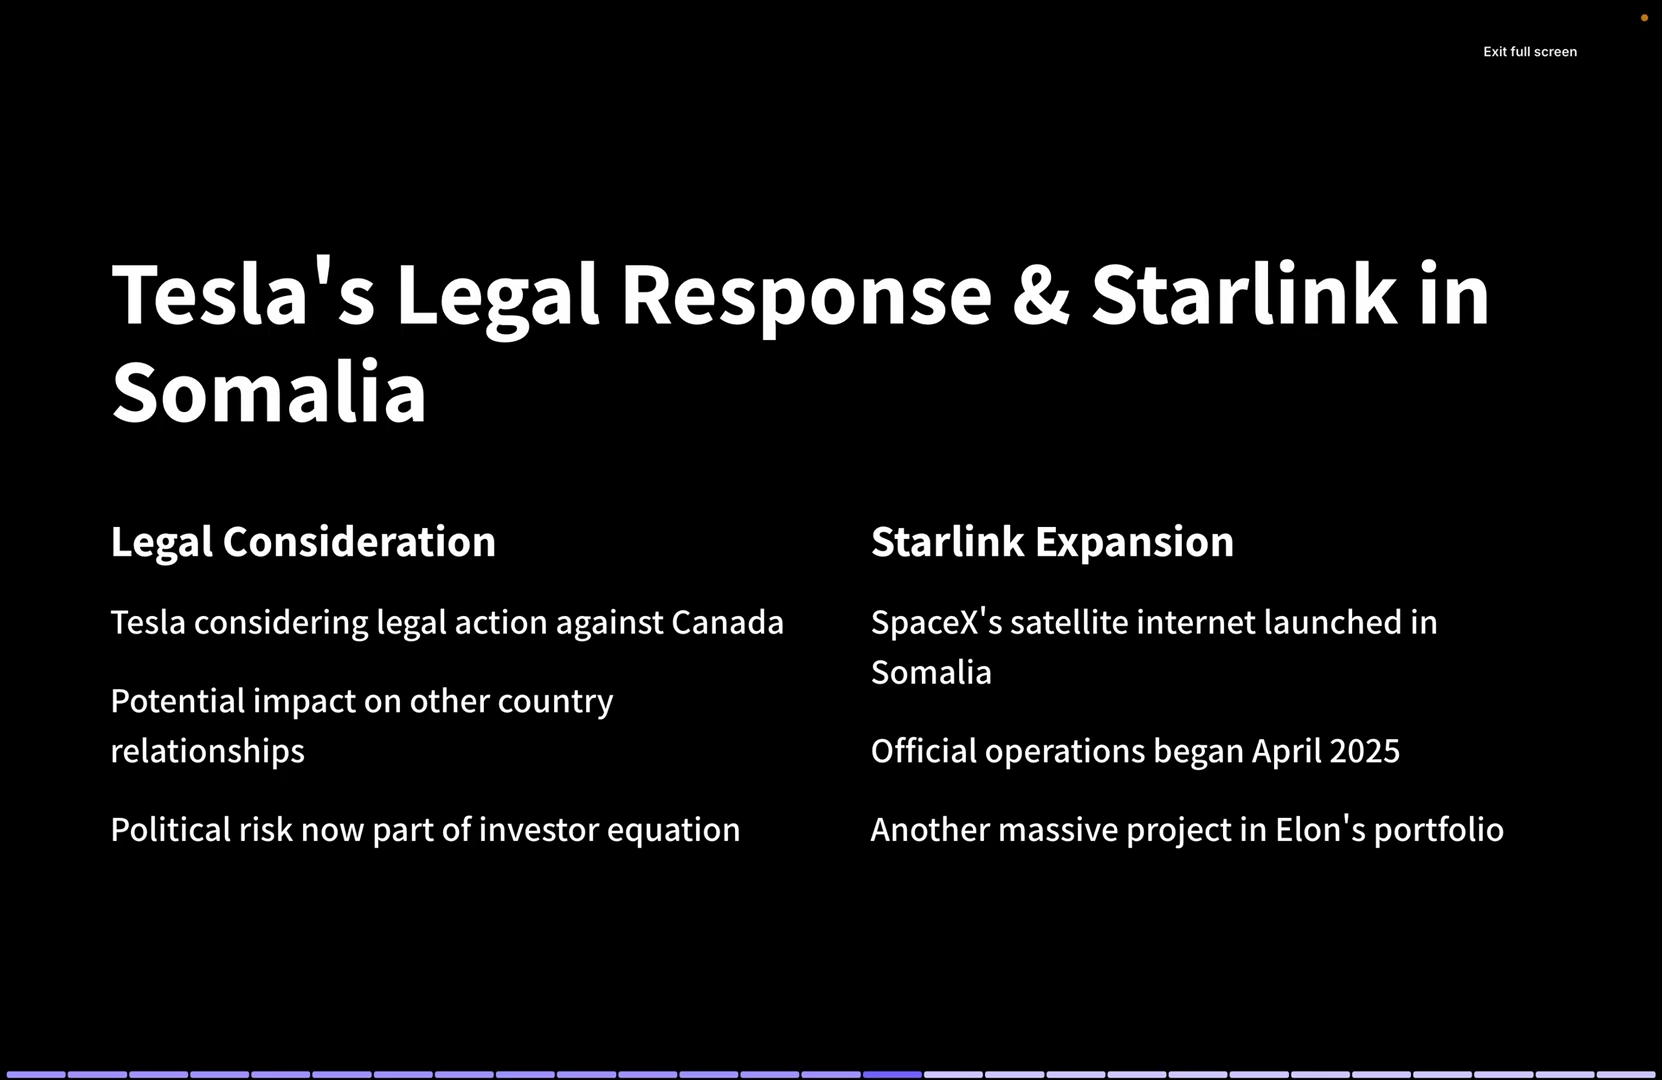 Exit full screen
Tesla's Legal Response & Starlink in
Somalia
Legal Consideration
Tesla considering legal action against Canada
Potential impact on other country
relationships
Political risk now part of investor equation
Starlink Expansion
SpaceX's satellite internet launched in
Somalia
Official operations began April 2025
Another massive project in Elon's portfolio